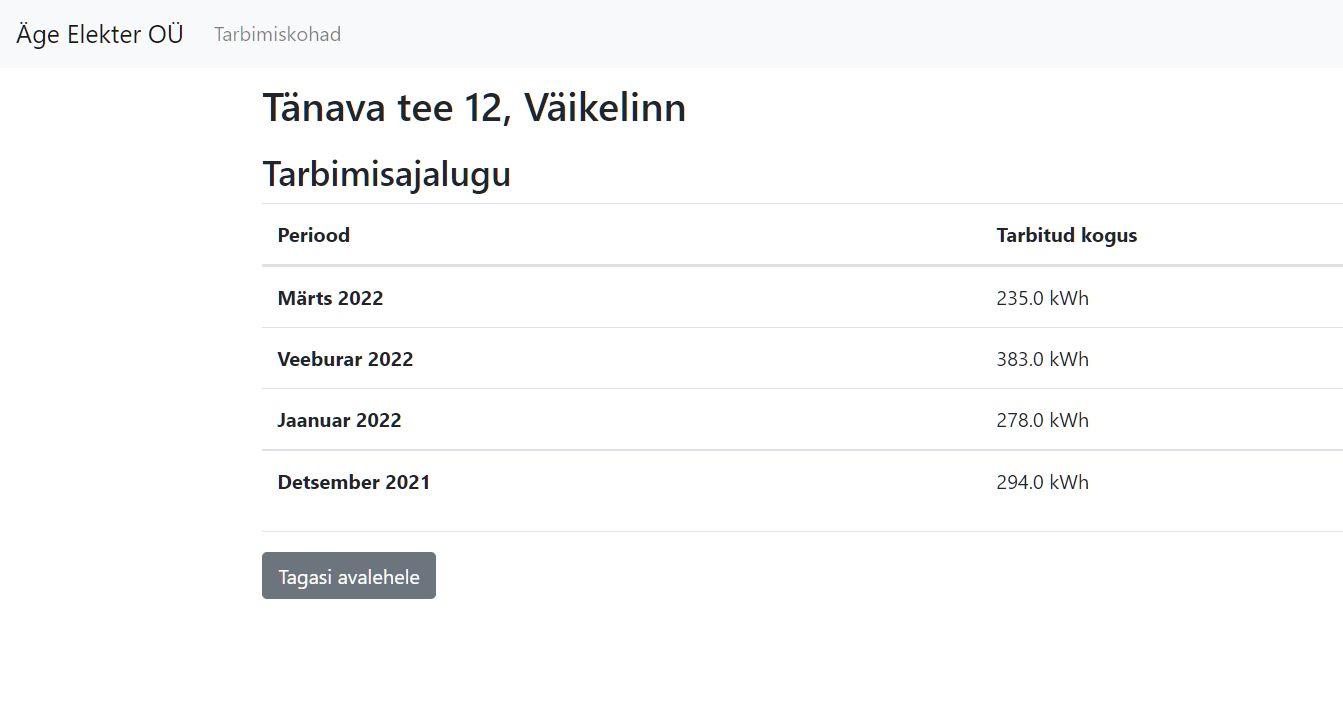 Äge Elekter OÜ Tarbimiskohad
Tänava tee 12, Väikelinn
Tarbimisajalugu
Periood Tarbitud kogus
Märts 2022 235.0 kWh
Veeburar 2022 383.0 kWh
Jaanuar 2022 278.0 kWh
Detsember 2021 294.0 kWh
Tagasi avalehele